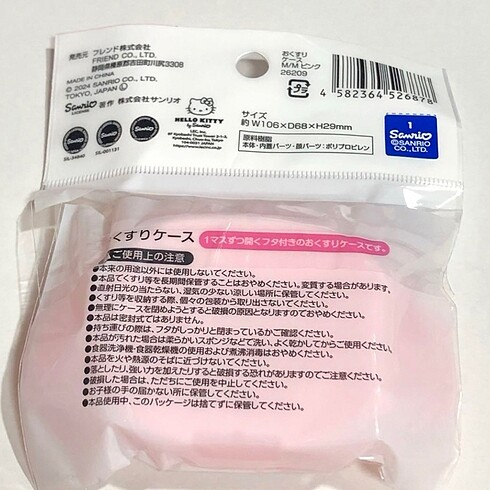 発売元 フレンド株式会社
FRIEND CO., LTD.
静岡県榛原郡吉田町川尻3308
MADE IN CHINA
© 2024 SANRIO CO., LTD.
TOKYO, JAPAN Ⓛ
Sanrio LICENSE 著作 株式会社サンリオ
HELLO KITTY
by Sanrio
Sanrio
Sanrio
Sanrio
おくすり
ケース
M/M ピンク
26209
プラ
4 582364 526878
サイズ
約 W106×D68×H29mm
原料樹脂
本体・内蓋パーツ・顔パーツ：ポリプロピレン
1
Sanrio
©SANRIO
CO., LTD.
くすりケース
1マスずつ開くフタ付きのおくすりケースです。
ご使用上の注意
●本来の用途以外には使用しないでください。
●本品でくすり等を長期間保管することはおやめください。変質する場合があります。
●直射日光の当たらない、湿気の少ない涼しい場所に保管してください。
●くすり等を収納する際、個々の包装から取り出さないでください。
●無理にケースを閉めようとすると破損の原因となりますのでおやめください。
●本品は密封式ではありません。
●持ち運びの際は、フタがしっかりと閉まっているかご確認ください。
●本品が汚れた場合は柔らかいスポンジなどで洗い、よく乾かしてからご使用ください。
●食器洗浄機・食器乾燥機の使用および煮沸消毒はおやめください。
●本品を火や熱源のそばに近づけないでください。
●落としたり、強い力を加えたりすると破損する恐れがありますのでご注意ください。
●破損した場合は、ただちにご使用を中止してください。
●お子様の手の届かない所に保管してください。
●本品使用中、このパッケージは捨てずに保管してください。